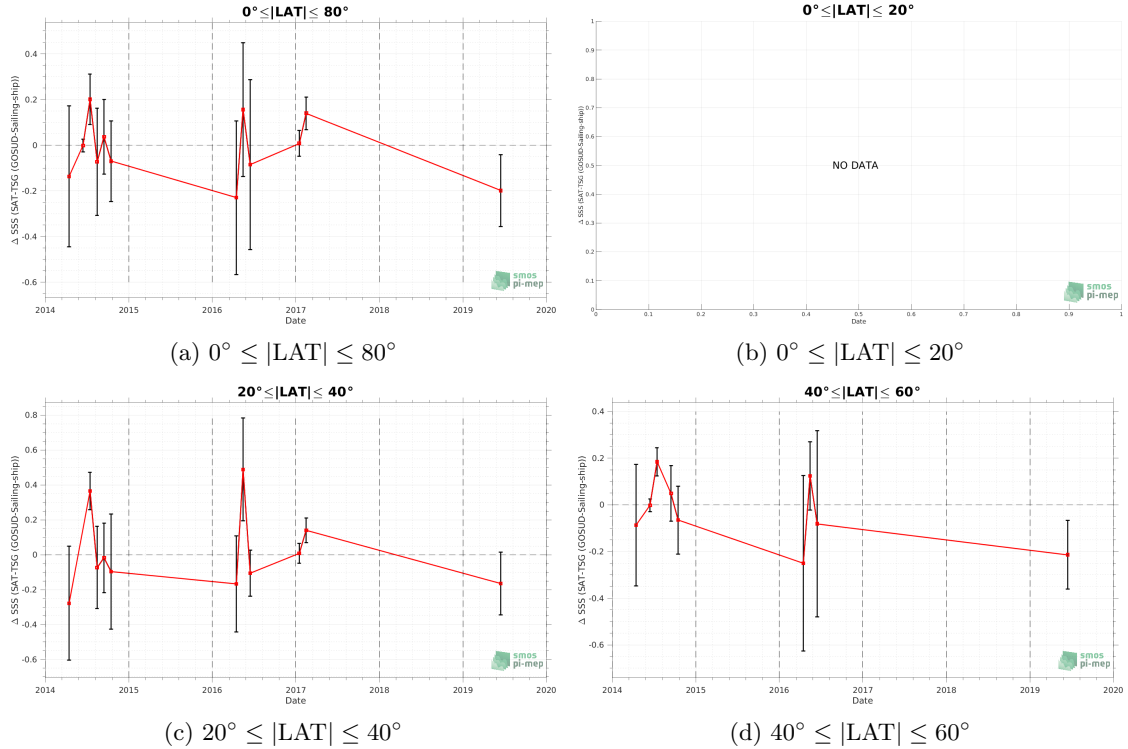 0°≤|LAT|≤ 80°
Δ SSS (SAT-TSG (GOSUD-Sailing-ship))
0.4
0.2
0
-0.2
-0.4
-0.6
2014 2015 2016 2017 2018 2019 2020
Date
smos
pi-mep
(a) 0° ≤ |LAT| ≤ 80°
0°≤|LAT|≤ 20°
Δ SSS (SAT-TSG (GOSUD-Sailing-ship))
1
0.9
0.8
0.7
0.6
0.5
0.4
0.3
0.2
0.1
0
NO DATA
0 0.1 0.2 0.3 0.4 0.5 0.6 0.7 0.8 0.9 1
Date
smos
pi-mep
(b) 0° ≤ |LAT| ≤ 20°
20°≤|LAT|≤ 40°
Δ SSS (SAT-TSG (GOSUD-Sailing-ship))
0.8
0.6
0.4
0.2
0
-0.2
-0.4
-0.6
2014 2015 2016 2017 2018 2019 2020
Date
smos
pi-mep
(c) 20° ≤ |LAT| ≤ 40°
40°≤|LAT|≤ 60°
Δ SSS (SAT-TSG (GOSUD-Sailing-ship))
0.4
0.2
0
-0.2
-0.4
-0.6
2014 2015 2016 2017 2018 2019 2020
Date
smos
pi-mep
(d) 40° ≤ |LAT| ≤ 60°